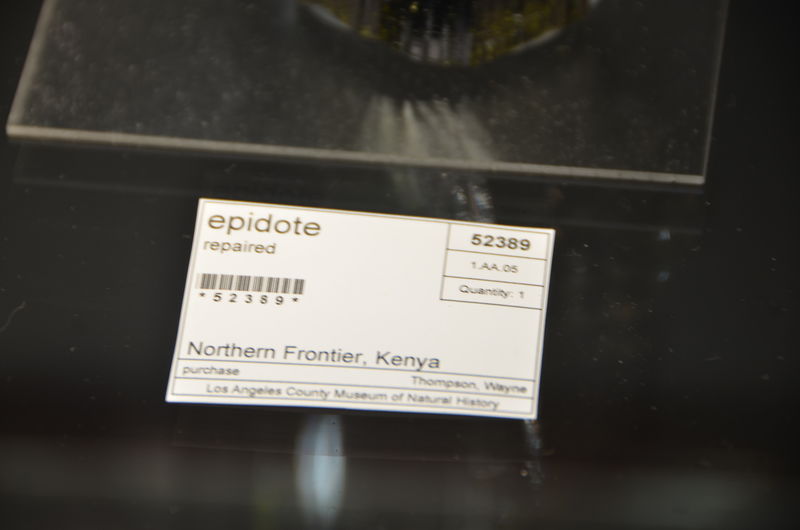 epidote
repaired
52389
1.AA.05
Quantity: 1
*52389*
Northern Frontier, Kenya
purchase Thompson, Wayne
Los Angeles County Museum of Natural History